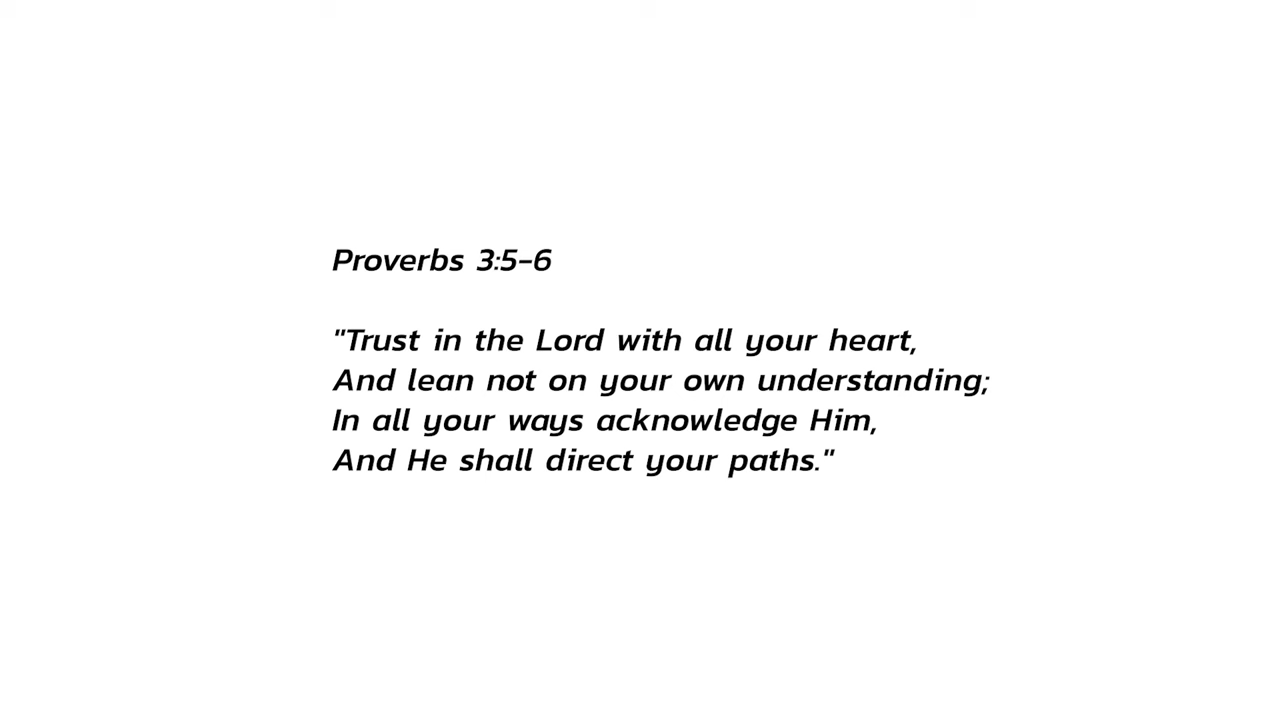 Proverbs 3:5-6
"Trust in the Lord with all your heart,
And lean not on your own understanding;
In all your ways acknowledge Him,
And He shall direct your paths."